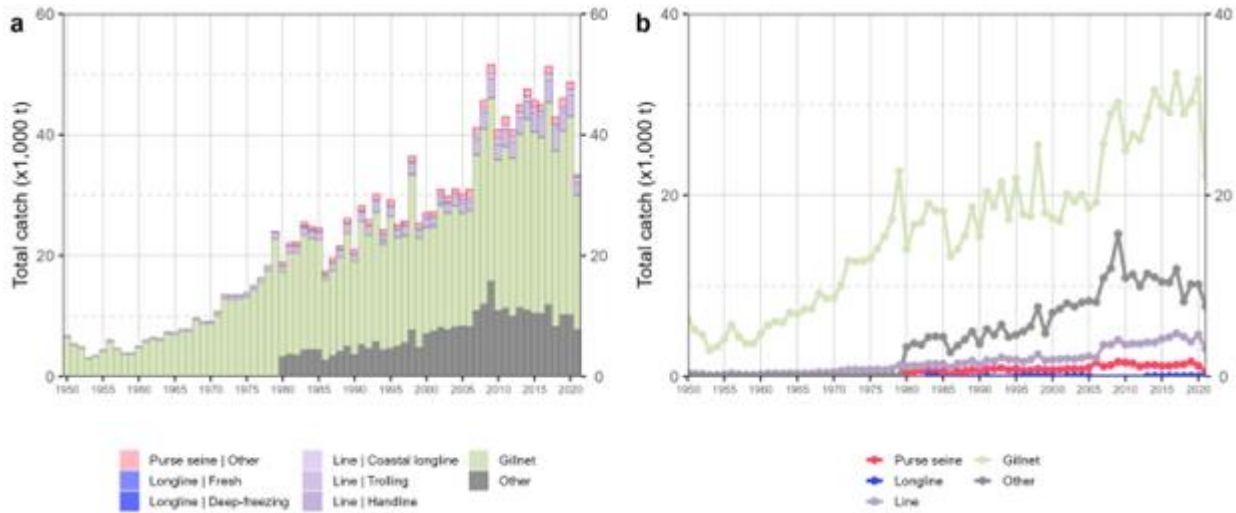 a
60
60
40
40
20
20
0
0
Total catch (x1,000 t)
1950 1955 1960 1965 1970 1975 1980 1985 1990 1995 2000 2005 2010 2015 2020
Purse seine | Other
Longline | Fresh
Longline | Deep-freezing
Line | Coastal longline
Line | Trolling
Line | Handline
Gillnet
Other
b
40
40
20
20
0
0
Total catch (x1,000 t)
1950 1955 1960 1965 1970 1975 1980 1985 1990 1995 2000 2005 2010 2015 2020
Purse seine
Longline
Line
Gillnet
Other